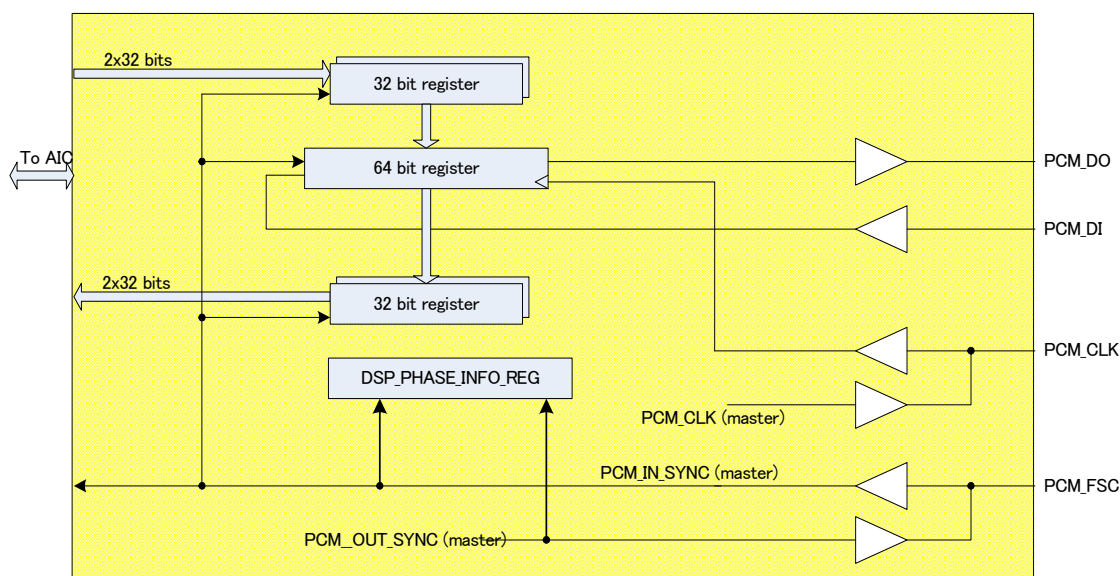 2x32 bits
32 bit register
To AIC
64 bit register
PCM_DO
PCM_DI
2x32 bits
32 bit register
PCM_CLK
DSP_PHASE_INFO_REG
PCM_CLK (master)
PCM_IN_SYNC (master)
PCM_FSC
PCM__OUT_SYNC (master)